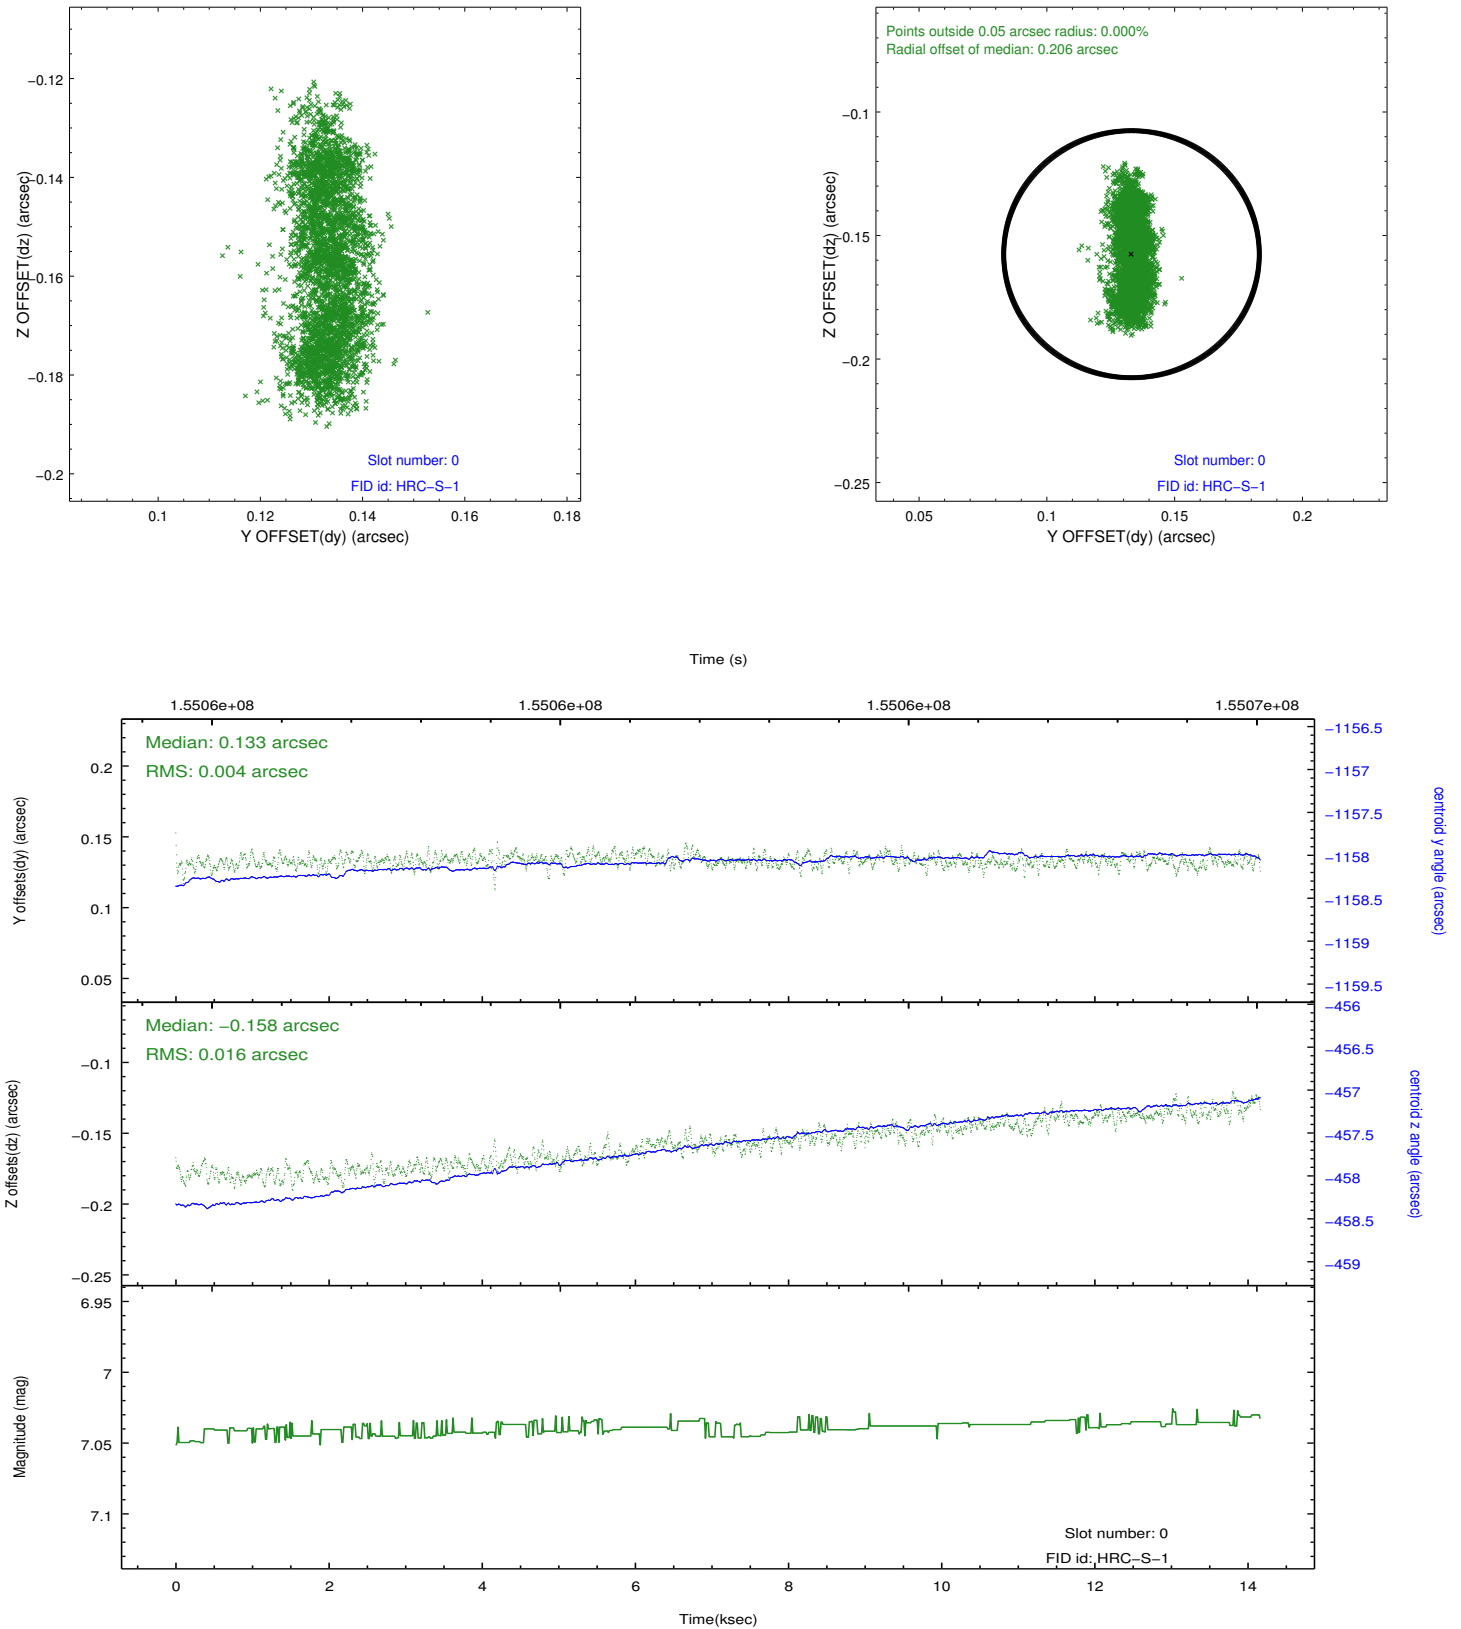 −0.12
−0.14
−0.16
−0.18
−0.2
Z OFFSET(dz) (arcsec)
Slot number: 0
FID id: HRC−S−1
0.1 0.12 0.14 0.16 0.18
Y OFFSET(dy) (arcsec)
Points outside 0.05 arcsec radius: 0.000%
Radial offset of median: 0.206 arcsec
−0.1
−0.15
−0.2
−0.25
Z OFFSET(dz) (arcsec)
Slot number: 0
FID id: HRC−S−1
0.05 0.1 0.15 0.2
Y OFFSET(dy) (arcsec)
Time (s)
1.5506e+08 1.5506e+08 1.5506e+08 1.5507e+08
Median: 0.133 arcsec
RMS: 0.004 arcsec
0.2
0.15
0.1
0.05
Y offsets(dy) (arcsec)
−1156.5
−1157
−1157.5
−1158
−1158.5
−1159
−1159.5
centroid y angle (arcsec)
Median: −0.158 arcsec
RMS: 0.016 arcsec
−0.1
−0.15
−0.2
−0.25
Z offsets(dz) (arcsec)
−456
−456.5
−457
−457.5
−458
−458.5
−459
centroid z angle (arcsec)
6.95
7
7.05
7.1
Magnitude (mag)
Slot number: 0
FID id: HRC−S−1
0 2 4 6 8 10 12 14
Time(ksec)